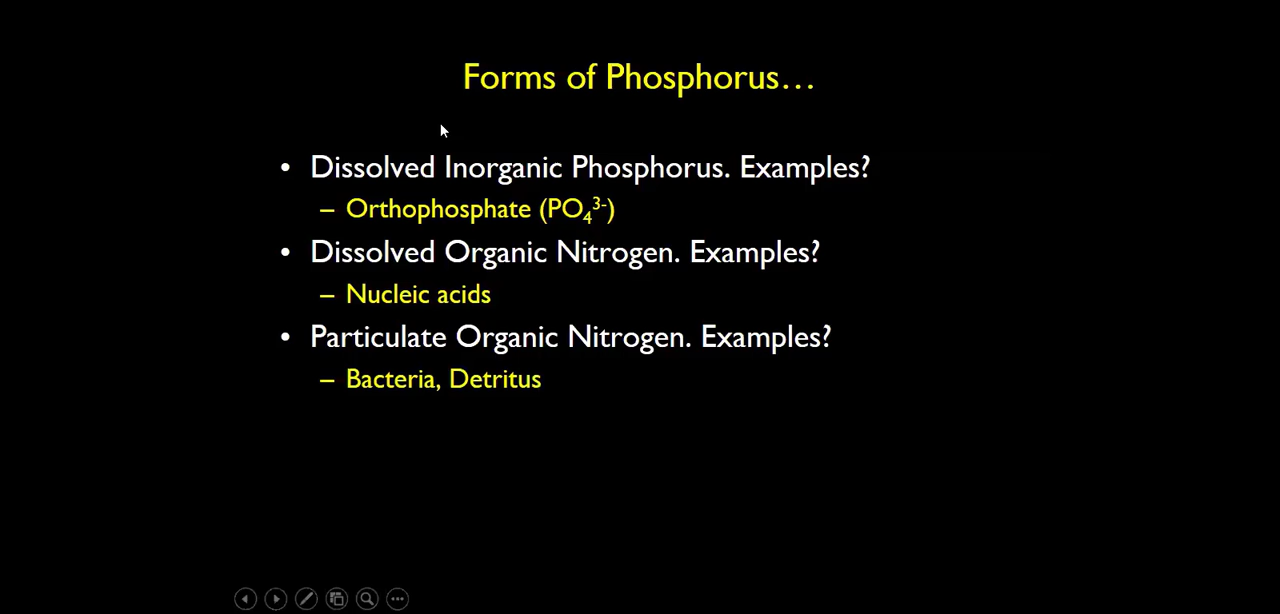 Forms of Phosphorus…
• Dissolved Inorganic Phosphorus. Examples?
– Orthophosphate (PO₄³⁻)
• Dissolved Organic Nitrogen. Examples?
– Nucleic acids
• Particulate Organic Nitrogen. Examples?
– Bacteria, Detritus